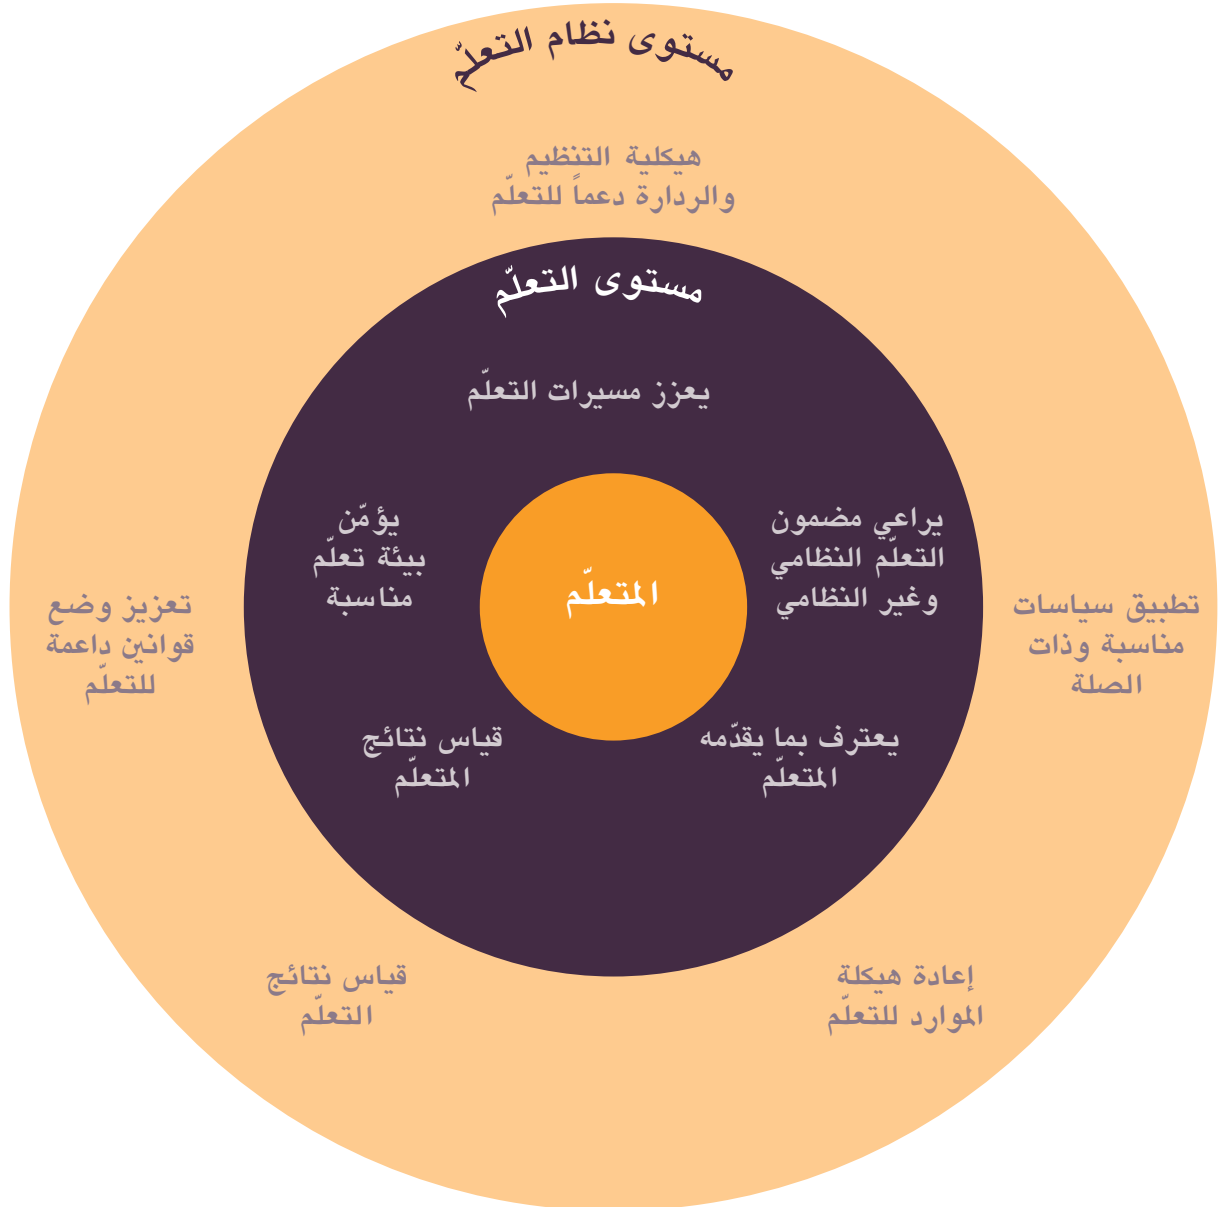 مستوى نظام التعلّم
هيكلية التنظيم
والردارة دعماً للتعلّم
مستوى التعلّم
يعزز مسيرات التعلّم
يراعي مضمون
التعلّم النظامي
وغير النظامي
يؤمّن
بيئة تعلّم
مناسبة
المتعلّم
تطبيق سياسات
مناسبة وذات
الصلة
تعزيز وضع
قوانين داعمة
للتعلّم
يعترف بما يقدّمه
المتعلّم
قياس نتائج
المتعلّم
إعادة هيكلة
الموارد للتعلّم
قياس نتائج
التعلّم